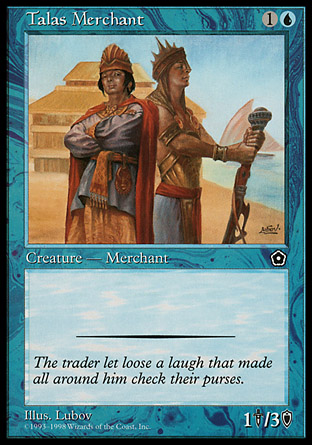 Talas Merchant 1
Creature — Merchant
The trader let loose a laugh that made
all around him check their purses.
Illus. Lubov
©1993-1998 Wizards of the Coast, Inc.
1/3